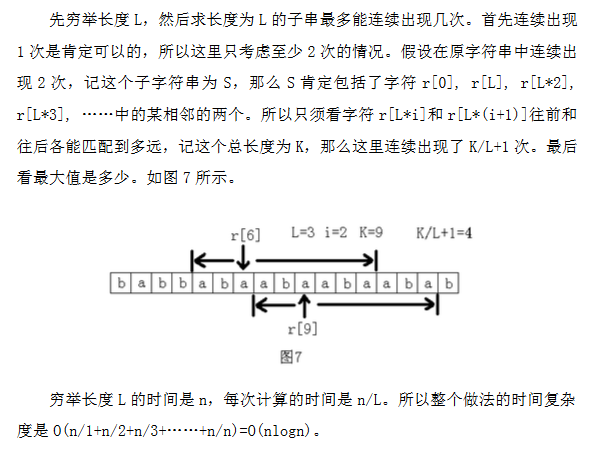 先穷举长度 L，然后求长度为 L 的子串最多能连续出现几次。首先连续出现
1 次是肯定可以的，所以这里只考虑至少 2 次的情况。假设在原字符串中连续出
现 2 次，记这个子字符串为 S，那么 S 肯定包括了字符 r[0], r[L], r[L*2],
r[L*3], ……中的某相邻的两个。所以只须看字符 r[L*i]和 r[L*(i+1)]往前和
往后各能匹配到多远，记这个总长度为 K，那么这里连续出现了 K/L+1 次。最后
看最大值是多少。如图 7 所示。
r[6] L=3 i=2 K=9 K/L+1=4
b a b b a b a a b a a b a a b a b
r[9]
图7
穷举长度 L 的时间是 n，每次计算的时间是 n/L。所以整个做法的时间复杂
度是 O(n/1+n/2+n/3+……+n/n)=O(nlogn)。